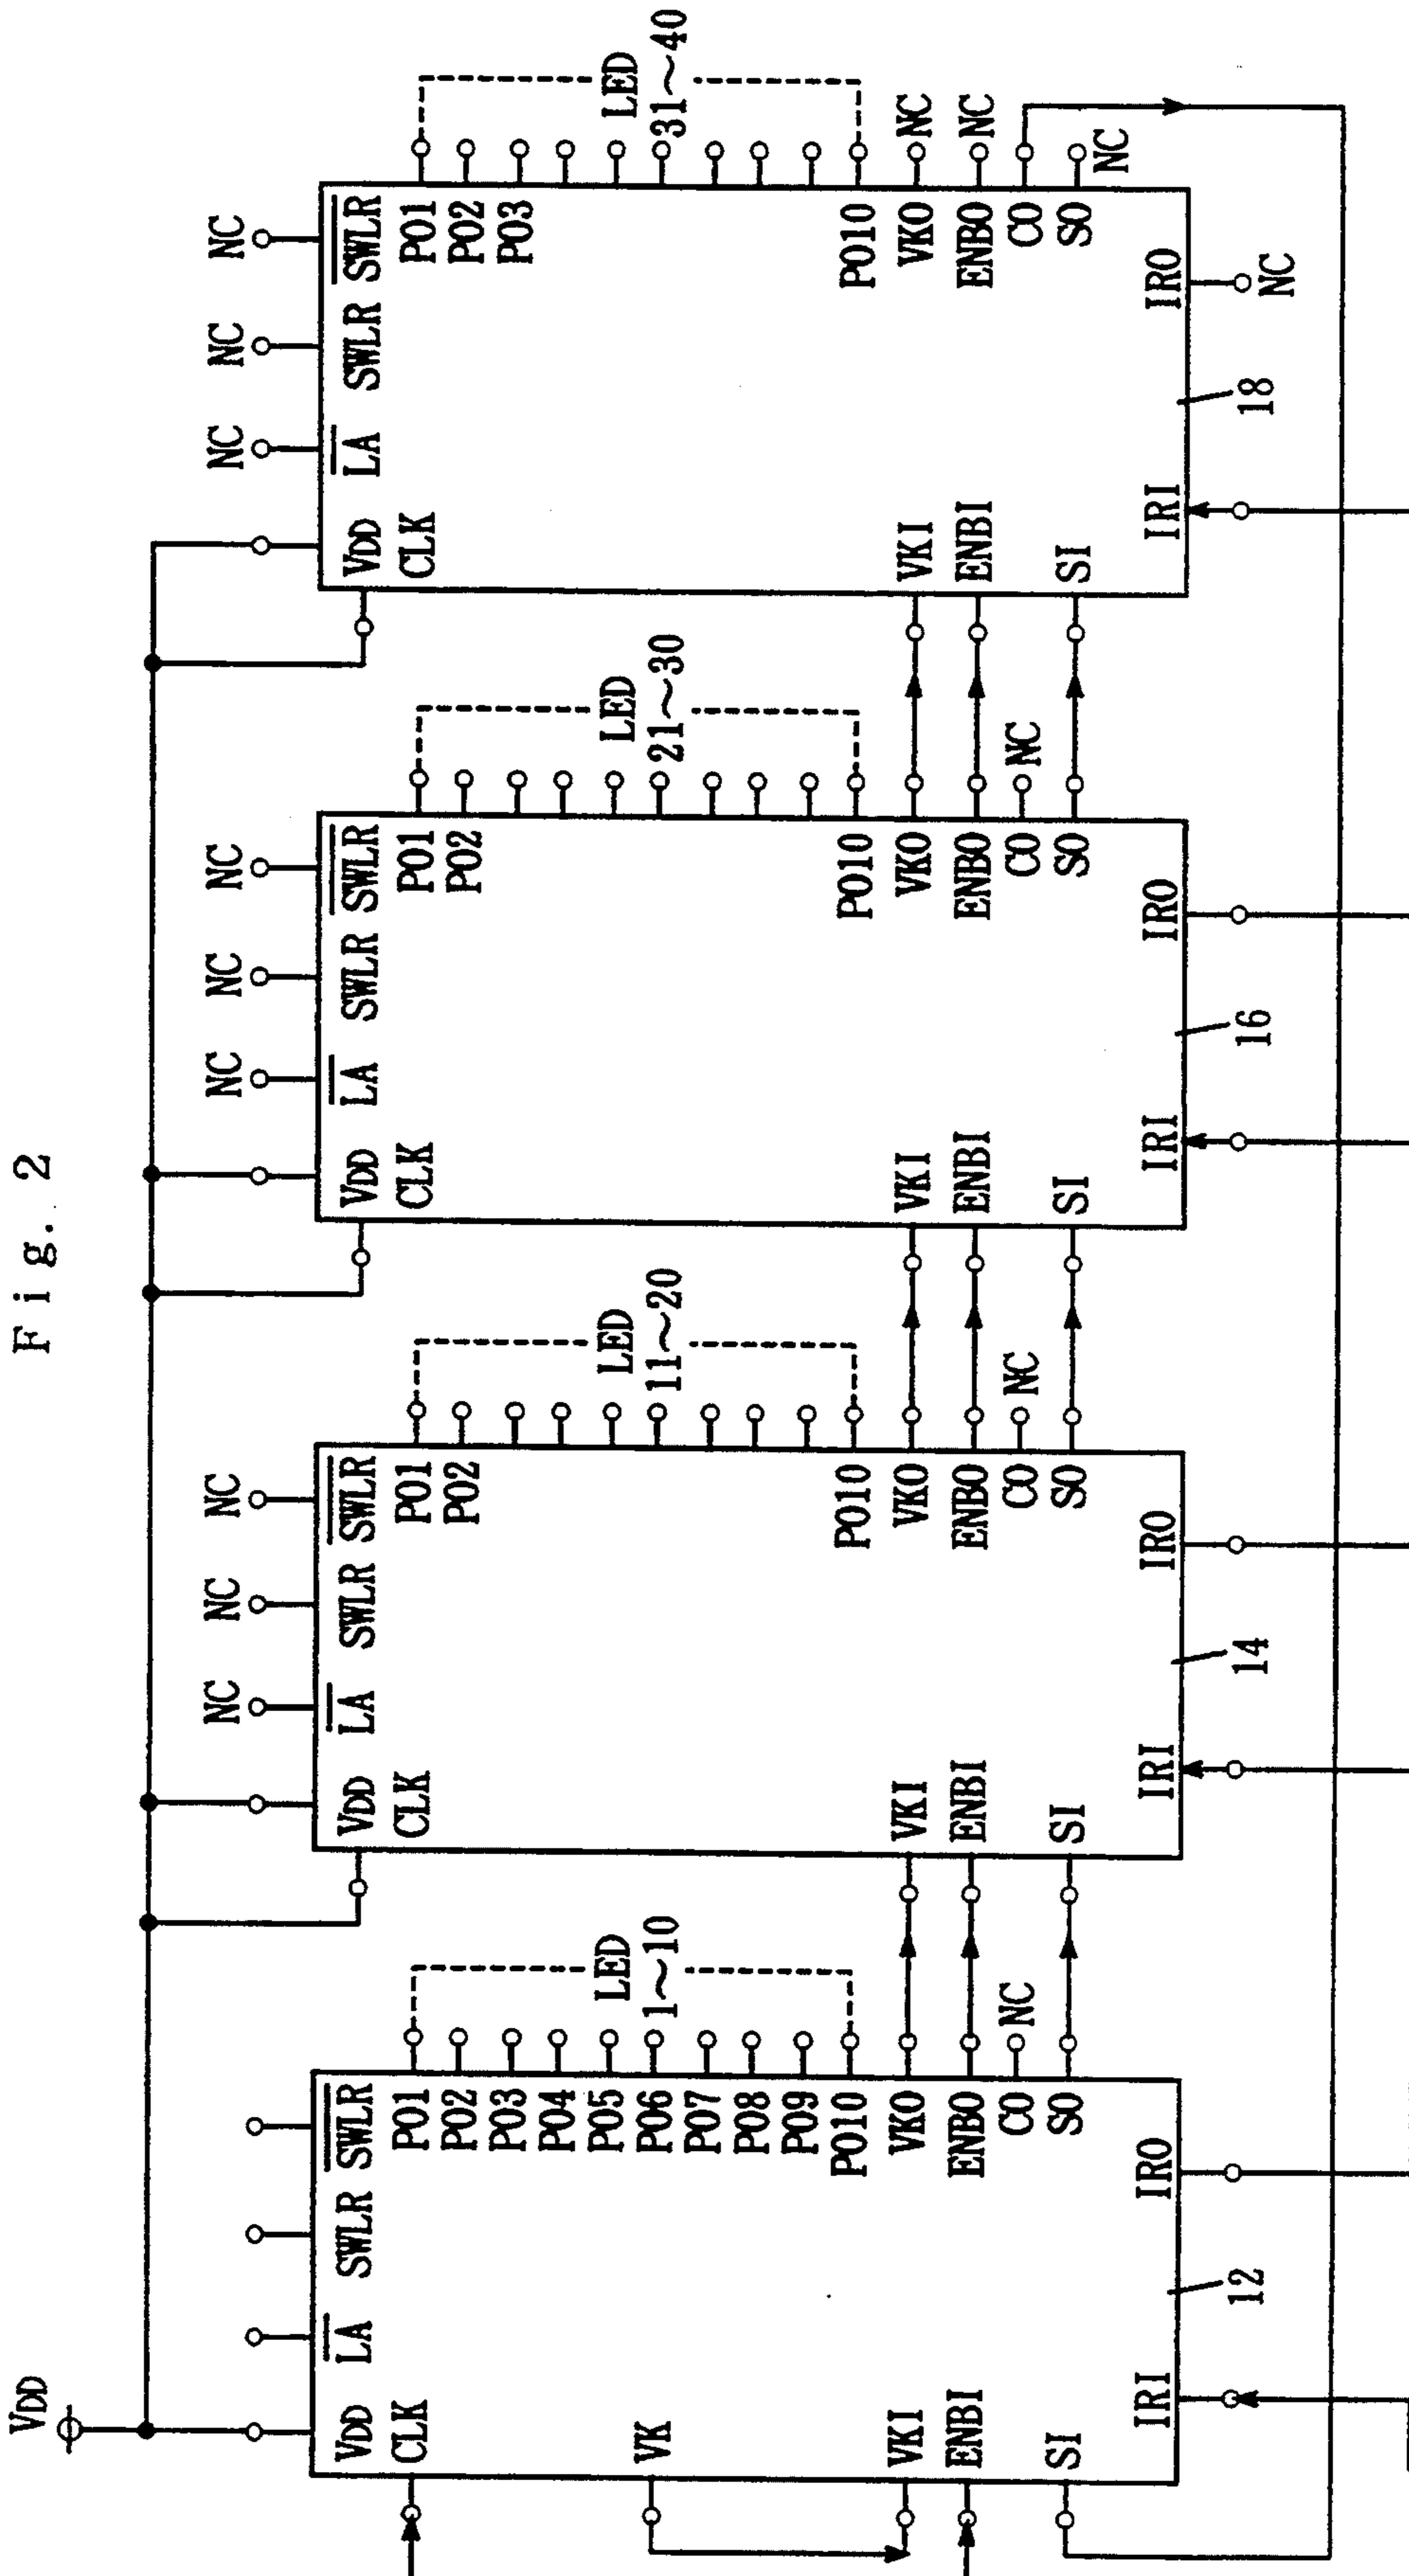 Fig. 2
VDD
NC NC NC
NC NC NC
NC NC NC
VDD LA SWLR SWLR
CLK
VK
VKI
ENBI
SI
IRI
PO1
PO2
PO3
PO4
PO5
PO6
PO7
PO8
PO9
PO10
VKO
ENBO
CO
SO
IRO
LED
1~10
NC
12
VDD LA SWLR SWLR
CLK
VKI
ENBI
SI
IRI
PO1
PO2
PO10
VKO
ENBO
CO
SO
IRO
LED
11~20
NC
14
VDD LA SWLR SWLR
CLK
VKI
ENBI
SI
IRI
PO1
PO2
PO10
VKO
ENBO
CO
SO
IRO
LED
21~30
NC
16
VDD LA SWLR SWLR
CLK
VKI
ENBI
SI
IRI
PO1
PO2
PO3
PO10
VKO
ENBO
CO
SO
IRO
LED
31~40
NC
NC
NC
NC
18